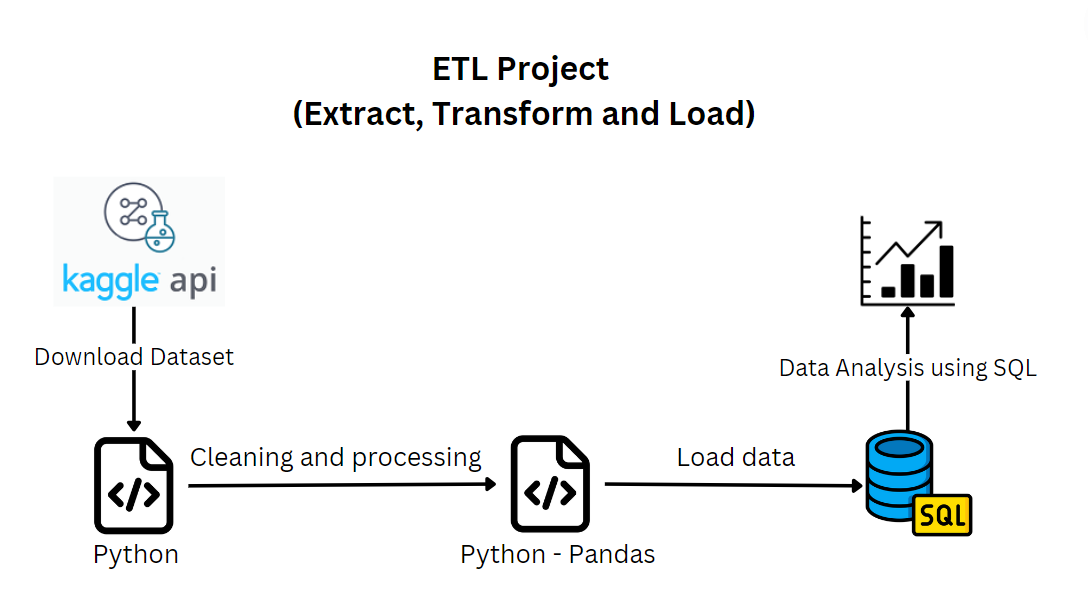 ETL Project
(Extract, Transform and Load)
kaggle api
Download Dataset
Data Analysis using SQL
Cleaning and processing
Load data
</>
</>
SQL
Python
Python - Pandas